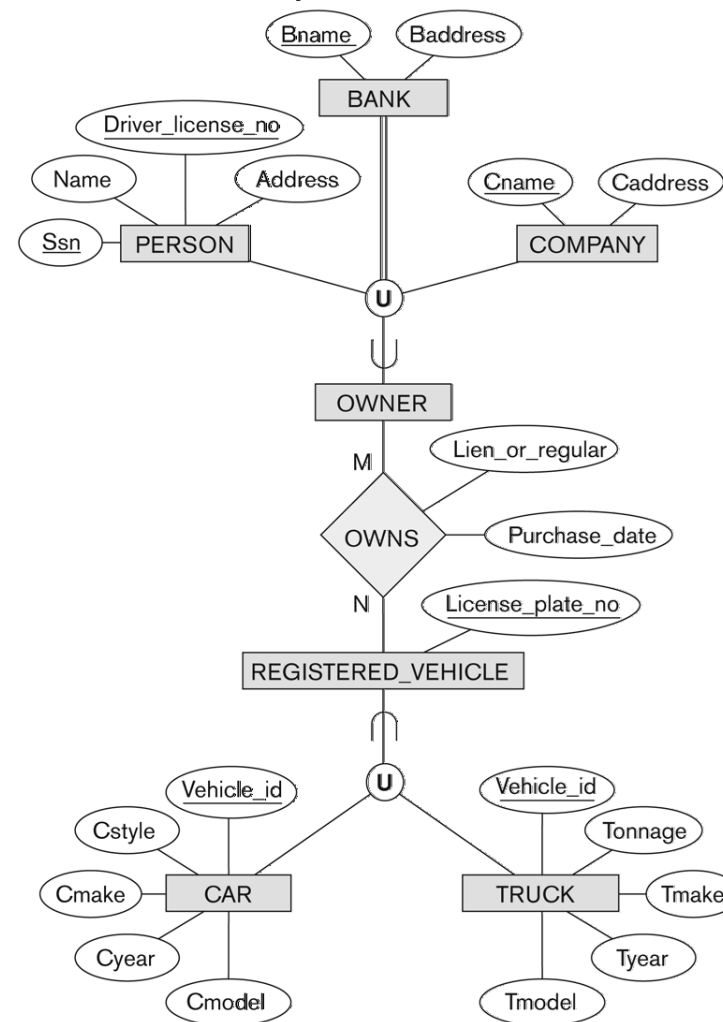 Bname
Baddress
BANK
Driver_license_no
Name
Address
Cname
Caddress
Ssn
PERSON
COMPANY
U
OWNER
M
Lien_or_regular
OWNS
Purchase_date
N
License_plate_no
REGISTERED_VEHICLE
U
Vehicle_id
Vehicle_id
Cstyle
Tonnage
Cmake
CAR
TRUCK
Tmake
Cyear
Tyear
Cmodel
Tmodel